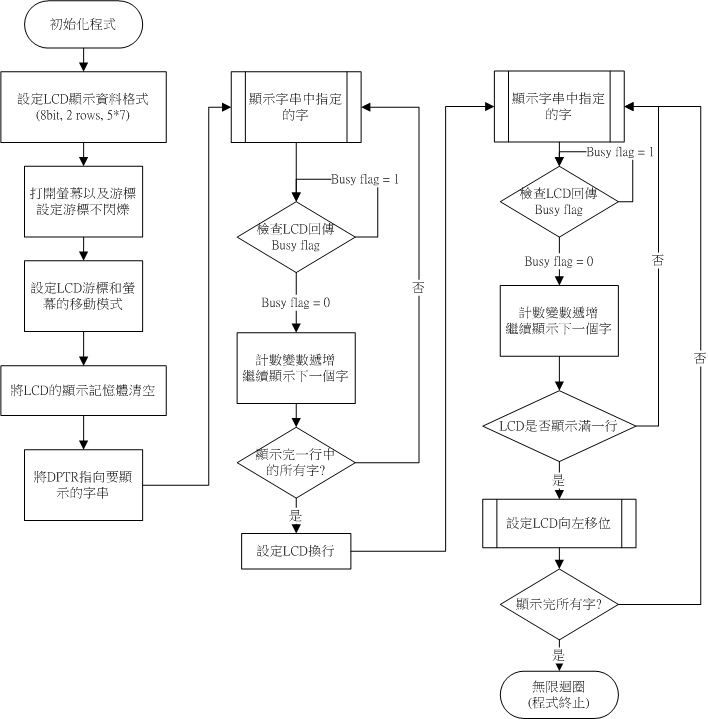 初始化程式
設定LCD顯示資料格式
(8bit, 2 rows, 5*7)
打開螢幕以及游標
設定游標不閃爍
設定LCD游標和螢
幕的移動模式
將LCD的顯示記憶體清空
將DPTR指向要顯
示的字串
顯示字串中指定
的字
Busy flag = 1
檢查LCD回傳
Busy flag
Busy flag = 0
計數變數遞增
繼續顯示下一個字
顯示完一行中
的所有字?
否
是
設定LCD換行
顯示字串中指定
的字
Busy flag = 1
檢查LCD回傳
Busy flag
Busy flag = 0
計數變數遞增
繼續顯示下一個字
LCD是否顯示滿一行
否
是
設定LCD向左移位
顯示完所有字?
否
是
無限迴圈
(程式終止)